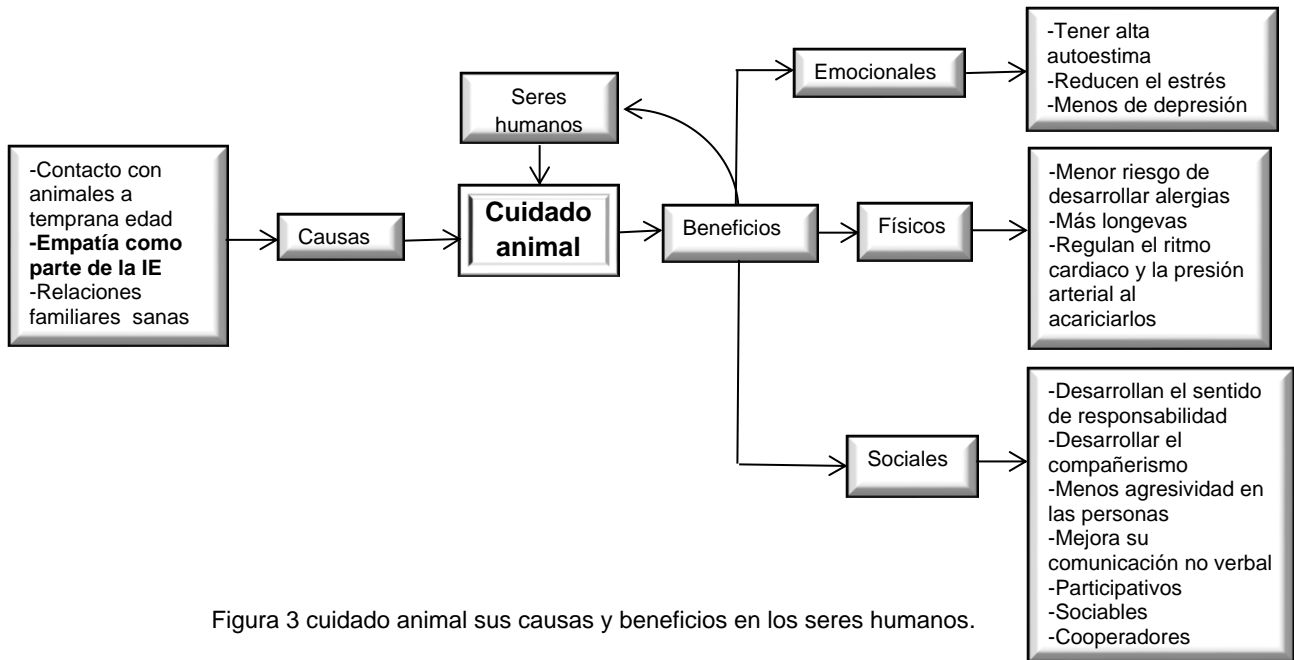 -Contacto con
animales a
temprana edad
-Empatía como
parte de la IE
-Relaciones
familiares  sanas
Causas
Seres
humanos
Cuidado
animal
Beneficios
Emocionales
-Tener alta
autoestima
-Reducen el estrés
-Menos de depresión
Físicos
-Menor riesgo de
desarrollar alergias
-Más longevas
-Regulan el ritmo
cardiaco y la presión
arterial al
acariciarlos
Sociales
-Desarrollan el sentido
de responsabilidad
-Desarrollar el
compañerismo
-Menos agresividad en
las personas
-Mejora su
comunicación no verbal
-Participativos
-Sociables
-Cooperadores
Figura 3 cuidado animal sus causas y beneficios en los seres humanos.